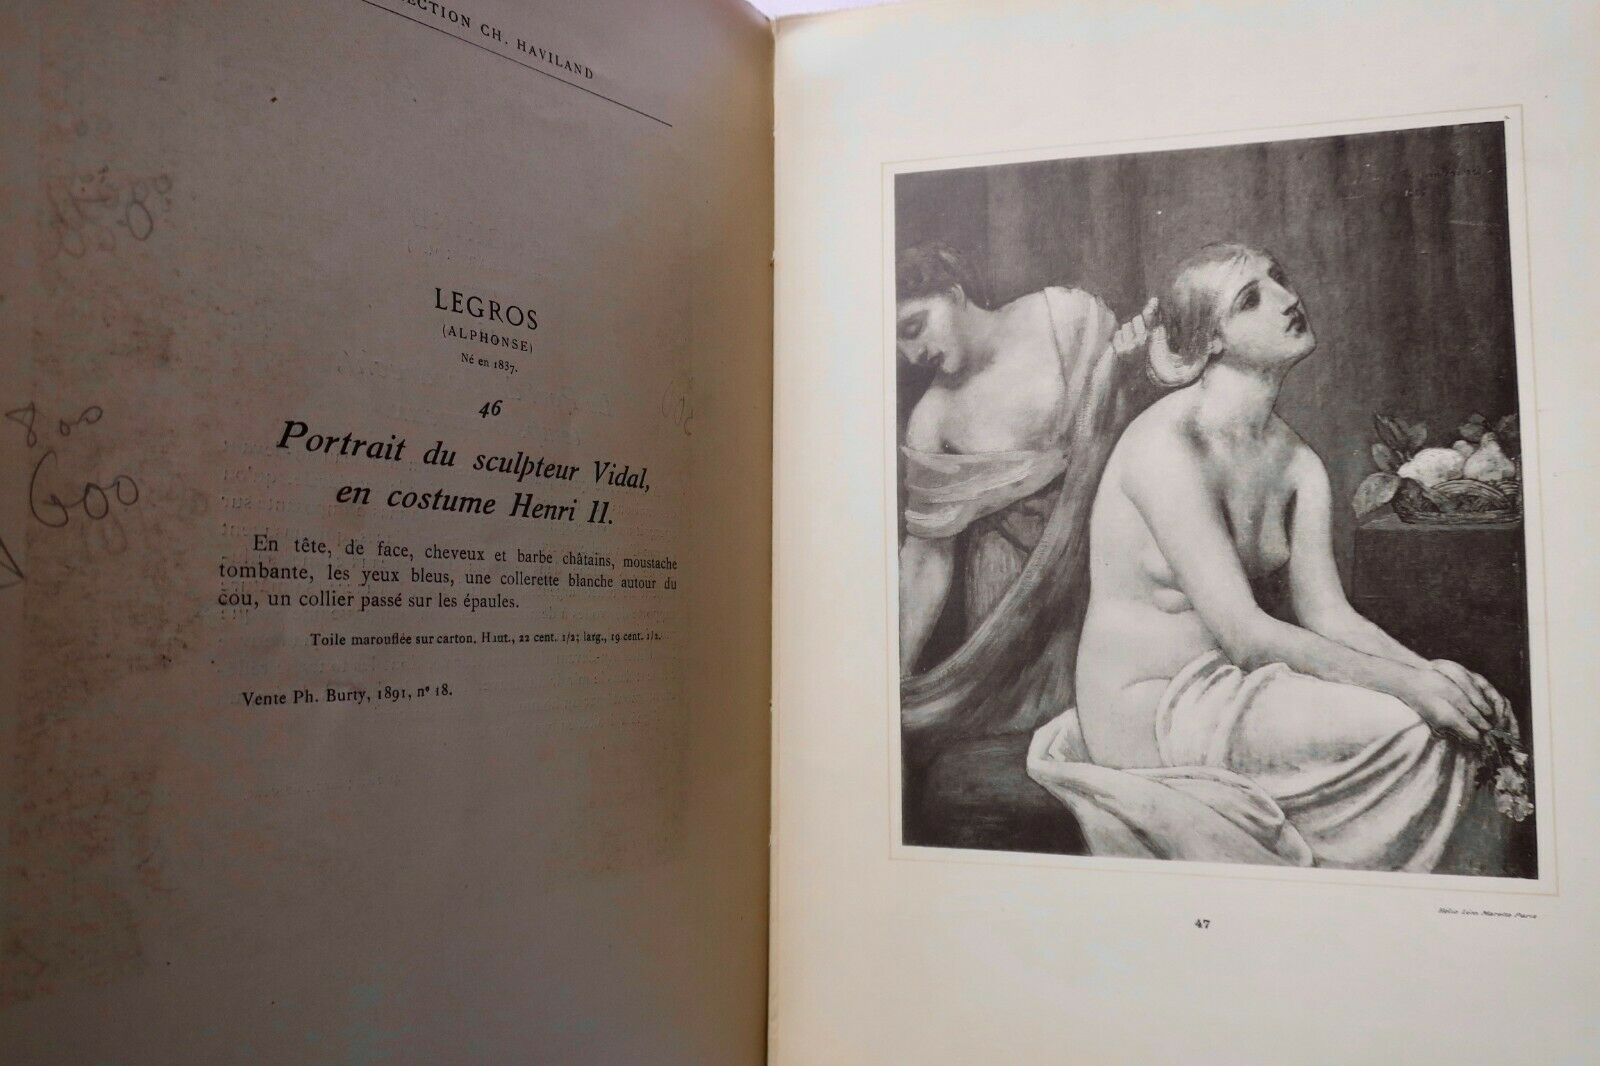 ECTION CH. HAVILAND
LEGROS
(ALPHONSE)
Né en 1837.
46
Portrait du sculpteur Vidal,
en costume Henri II.
En tête, de face, cheveux et barbe châtains, moustache
tombante, les yeux bleus, une collerette blanche autour du
cou, un collier passé sur les épaules.
Toile marouflée sur carton. Haut., 22 cent. 1/2; larg., 19 cent. 1/2.
Vente Ph. Burty, 1891, n° 18.
600
47
Paris